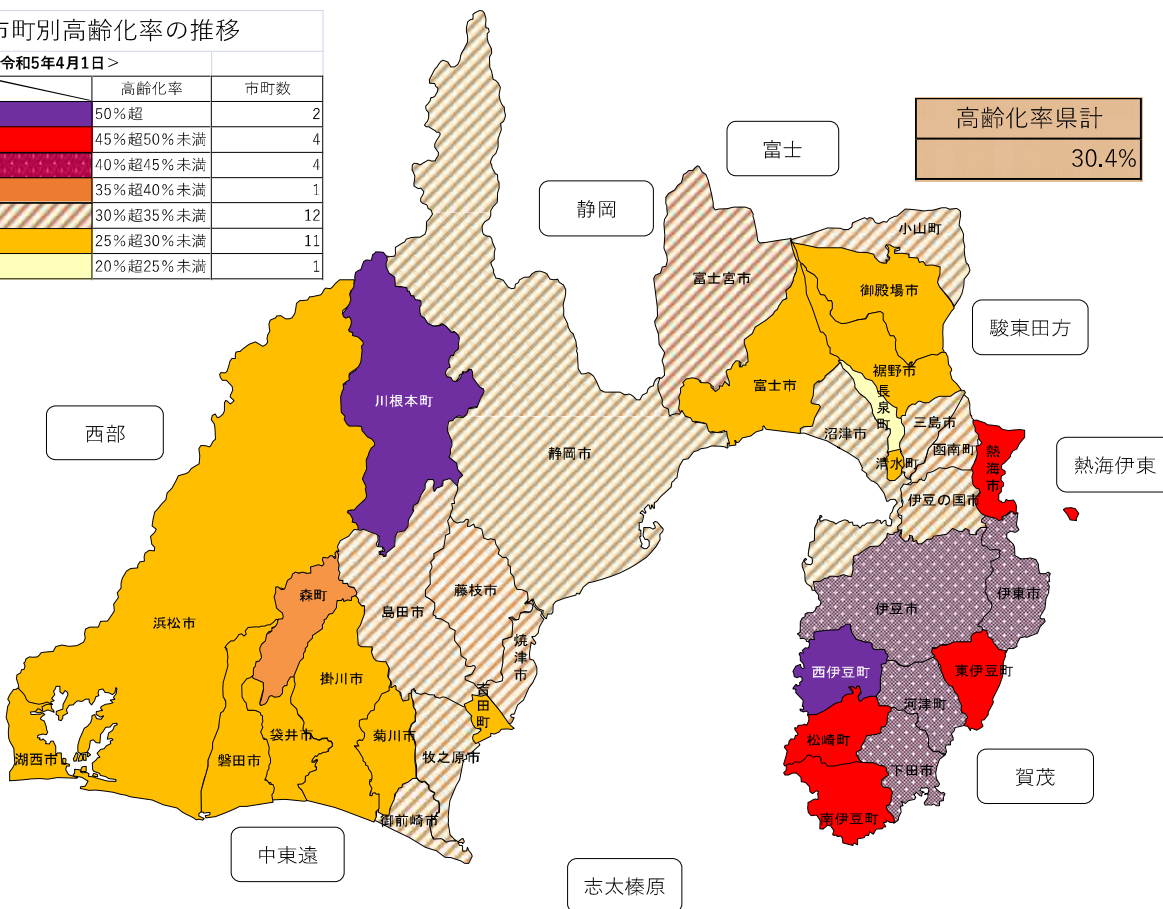 市町別高齢化率の推移
令和5年4月1日＞
高齢化率 市町数
50%超 2
45%超50%未満 4
40%超45%未満 4
35%超40%未満 1
30%超35%未満 12
25%超30%未満 11
20%超25%未満 1
高齢化率県計
30.4%
富士
静岡
小山町
富士宮市
御殿場市
駿東田方
裾野市
富士市
長泉町
川根本町
三島市
西部
沼津市
函南町
静岡市
清水町
熱海市
熱海伊東
伊豆の国市
藤枝市
森町
島田市
伊豆市
伊東市
浜松市
焼津市
西伊豆町
東伊豆町
掛川市
吉田町
河津町
袋井市
菊川市
松崎町
湖西市
磐田市
牧之原市
下田市
賀茂
御前崎市
南伊豆町
中東遠
志太榛原